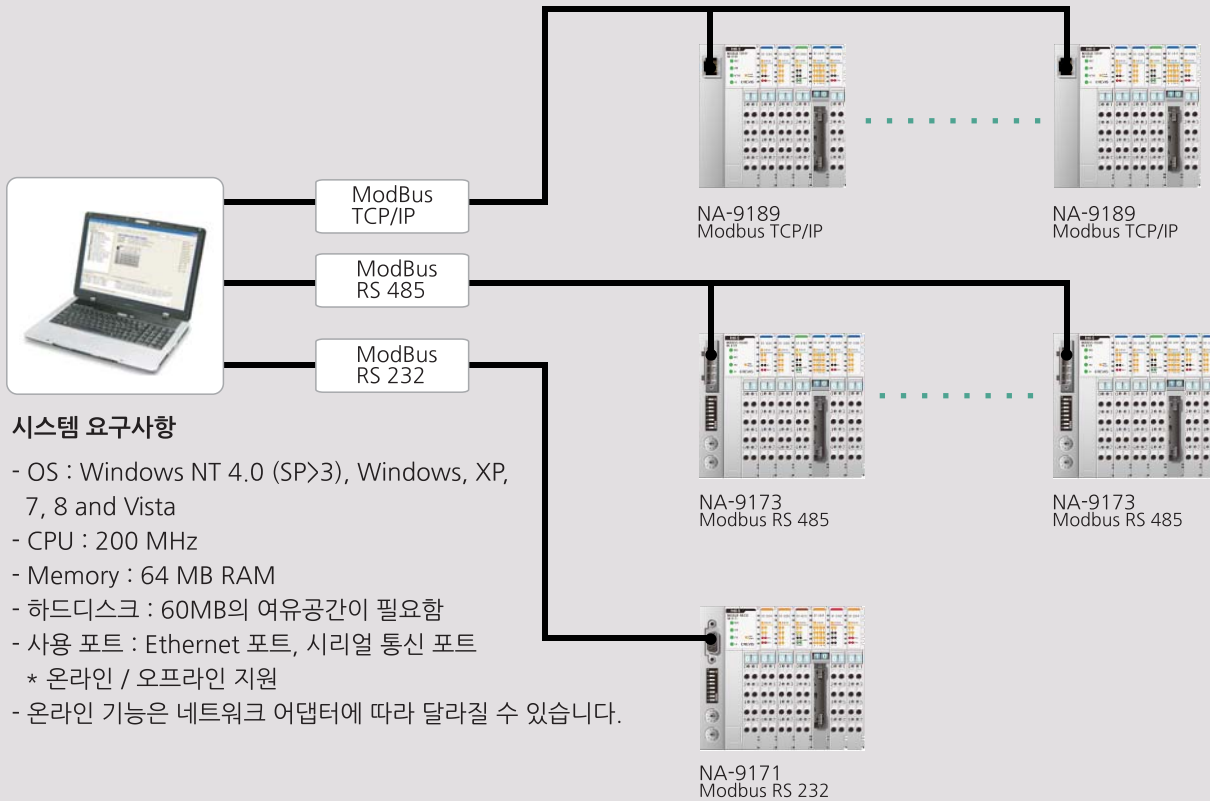 ModBus
TCP/IP
NA-9189
Modbus TCP/IP
NA-9189
Modbus TCP/IP
ModBus
RS 485
NA-9173
Modbus RS 485
NA-9173
Modbus RS 485
ModBus
RS 232
NA-9171
Modbus RS 232
시스템 요구사항
- OS : Windows NT 4.0 (SP>3), Windows, XP,
7, 8 and Vista
- CPU : 200 MHz
- Memory : 64 MB RAM
- 하드디스크 : 60MB의 여유공간이 필요함
- 사용 포트 : Ethernet 포트, 시리얼 통신 포트
* 온라인 / 오프라인 지원
- 온라인 기능은 네트워크 어댑터에 따라 달라질 수 있습니다.